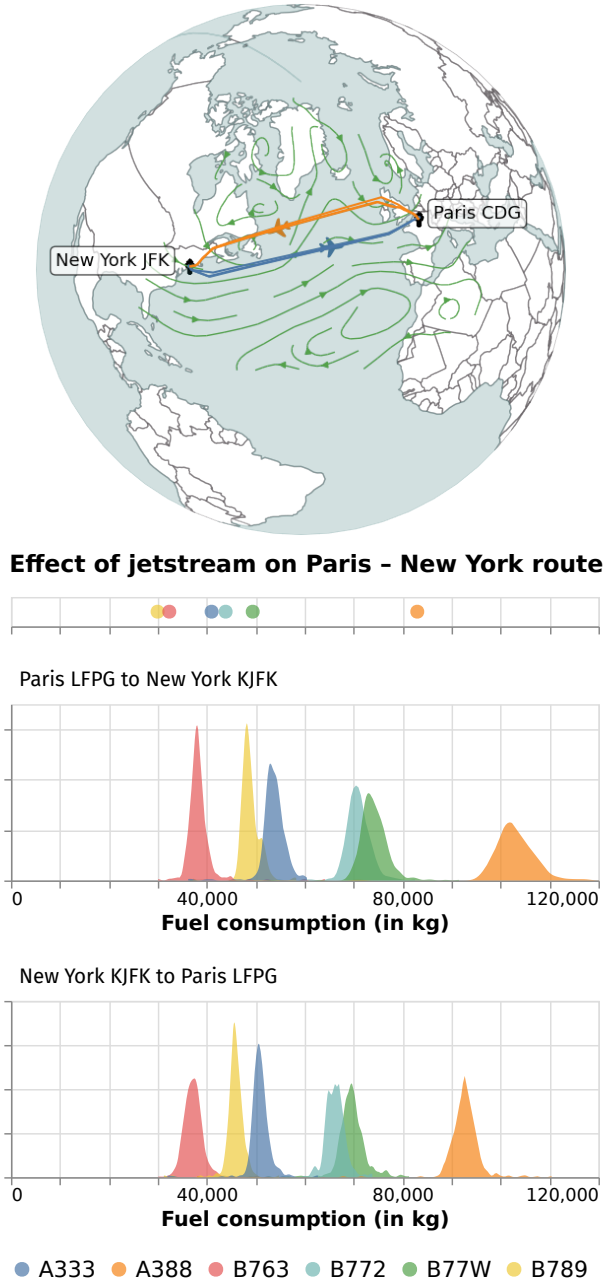 Paris CDG
New York JFK
Effect of jetstream on Paris – New York route
Paris LFPG to New York KJFK
0 40,000 80,000 120,000
Fuel consumption (in kg)
New York KJFK to Paris LFPG
0 40,000 80,000 120,000
Fuel consumption (in kg)
A333 A388 B763 B772 B77W B789